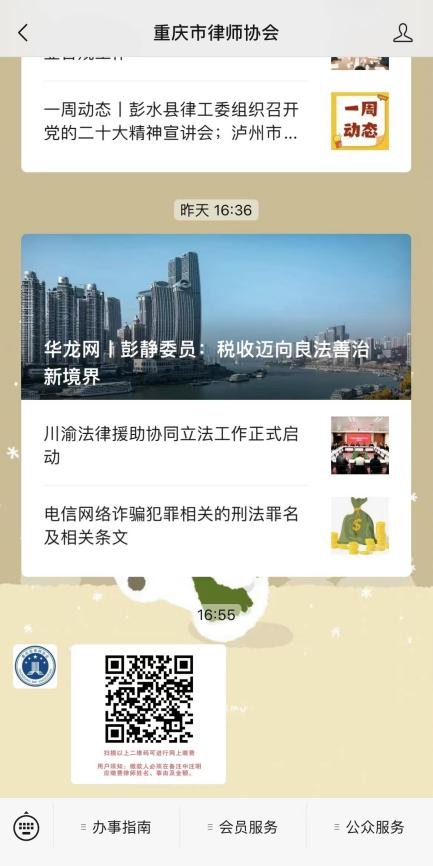 重庆市律师协会
一周动态丨彭水县律工委组织召开
党的二十大精神宣讲会；泸州市...
一周
动态
昨天 16:36
华龙网丨彭静委员：税收迈向良法善治
新境界
川渝法律援助协同立法工作正式启
动
电信网络诈骗犯罪相关的刑法罪名
及相关条文
16:55
扫描以上二维码可进行网上缴费
用户须知：缴款人必须在备注中注明
应缴费律师姓名、事由及金额。
办事指南
会员服务
公众服务